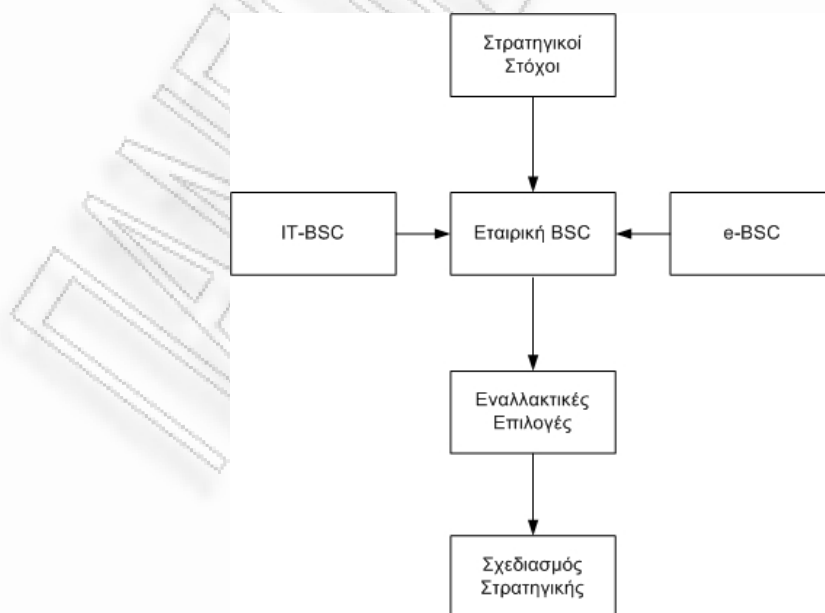 Στρατηγικοί
Στόχοι
IT-BSC
Εταιρική BSC
e-BSC
Εναλλακτικές
Επιλογές
Σχεδιασμός
Στρατηγικής